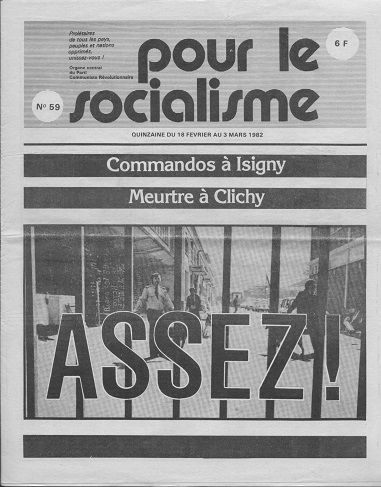 Prolétaires
de tous les pays,
peuples et nations
opprimés,
unissez-vous !
Organe central
du Parti
Communiste Révolutionnaire
6 F
pour le
socialisme
N° 59
QUINZAINE DU 18 FEVRIER AU 3 MARS 1982
Commandos à Isigny
Meurtre à Clichy
ASSEZ !